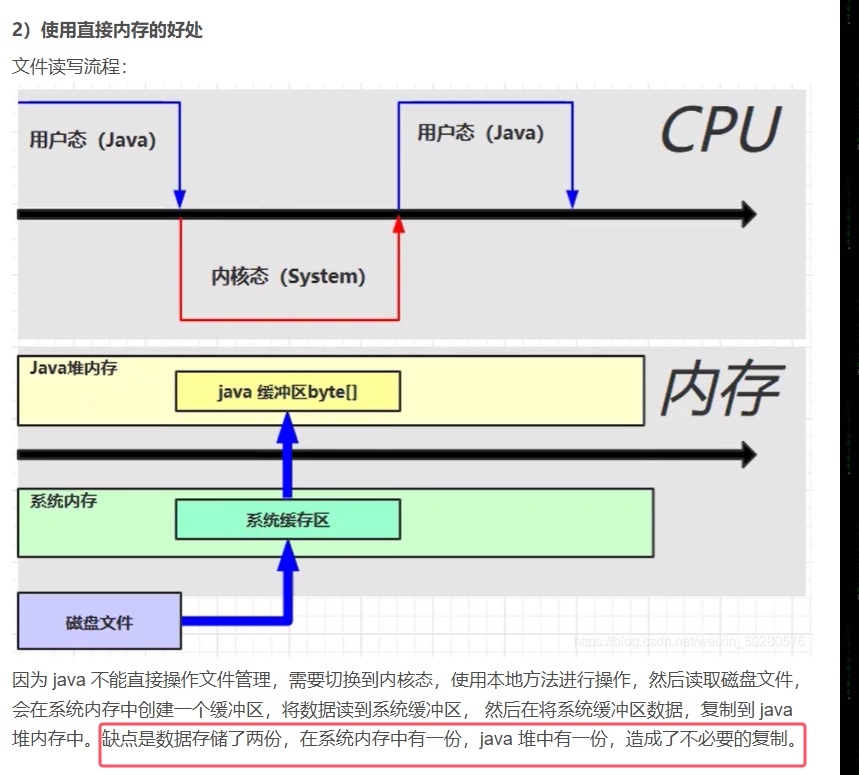 2）使用直接内存的好处
文件读写流程：
用户态（Java）
用户态（Java）
CPU
内核态（System）
Java堆内存
java 缓冲区byte[]
内存
系统内存
系统缓存区
磁盘文件
https://blog.csdn.net/weixin_50280576
因为 java 不能直接操作文件管理，需要切换到内核态，使用本地方法进行操作，然后读取磁盘文件，
会在系统内存中创建一个缓冲区，将数据读到系统缓冲区， 然后在将系统缓冲区数据，复制到 java
堆内存中。缺点是数据存储了两份，在系统内存中有一份，java 堆中有一份，造成了不必要的复制。